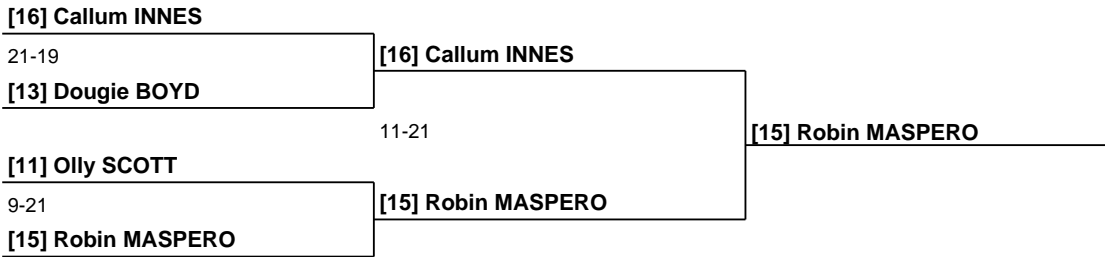 [16] Callum INNES
21-19
[16] Callum INNES
[13] Dougie BOYD
11-21
[15] Robin MASPERO
[11] Olly SCOTT
9-21
[15] Robin MASPERO
[15] Robin MASPERO